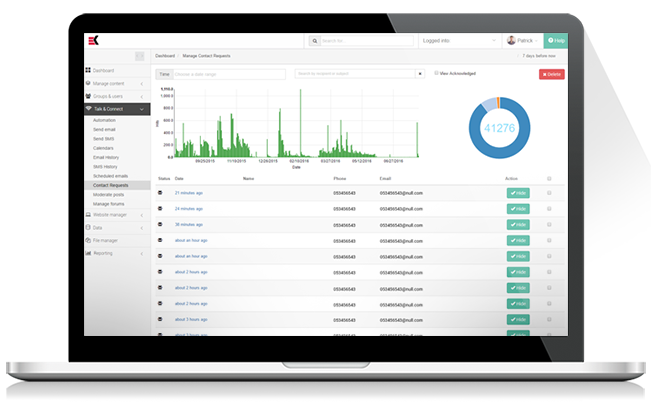 EK
Search for
Logged into:
Patrick
Help
Dashboard
Manage Contact Requests
7 days before now
Dashboard
Manage content
Groups & users
Talk & Connect
Automation
Send email
Send SMS
Calendars
Email History
SMS History
Scheduled emails
Contact Requests
Moderate posts
Manage forums
Website manager
Data
File manager
Reporting
Time
Choose a date range
View Acknowledged
Delete
Hits
1,110.0
1,000.0
800.0
600.0
400.0
200.0
0.0
09/20/2015
11/10/2015
12/28/2015
02/10/2016
03/27/2016
05/12/2016
06/27/2016
Date
41276
Status Date Name Phone Email Action
21 minutes ago 053456543 053456543@null.com Hide
24 minutes ago 053456543 053456543@null.com Hide
38 minutes ago 053456543 053456543@null.com Hide
about an hour ago 053456543 053456543@null.com Hide
about an hour ago 053456543 053456543@null.com Hide
about 2 hours ago 053456543 053456543@null.com Hide
about 2 hours ago 053456543 053456543@null.com Hide
about 2 hours ago 053456543 053456543@null.com Hide
about 3 hours ago 053456543 053456543@null.com Hide
about 3 hours ago 053456543 053456543@null.com Hide